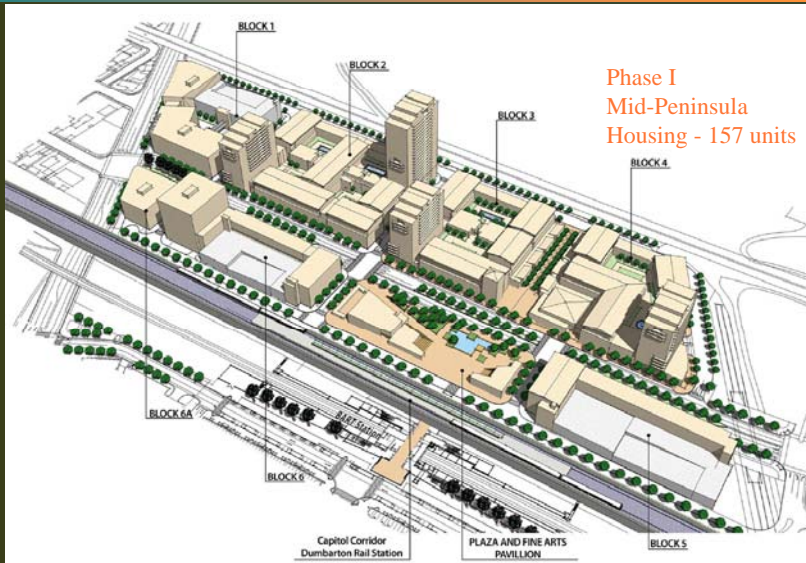 BLOCK 1
BLOCK 2
Phase I
Mid-Peninsula
Housing - 157 units
BLOCK 3
BLOCK 4
BLOCK 6A
BART Station
BLOCK 6
Capitol Corridor
Dumbarton Rail Station
PLAZA AND FINE ARTS
PAVILLION
BLOCK 5